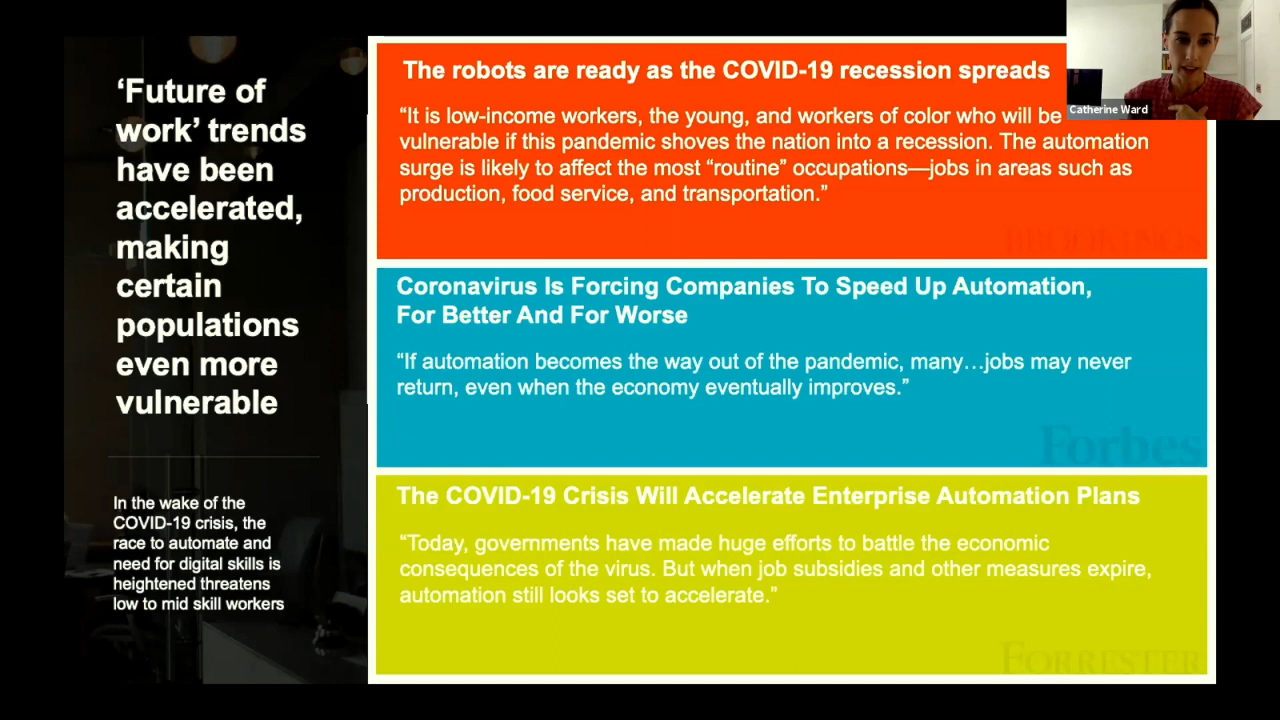 ‘Future of
work’ trends
have been
accelerated,
making
certain
populations
even more
vulnerable
In the wake of the
COVID-19 crisis, the
race to automate and
need for digital skills is
heightened threatens
low to mid skill workers
The robots are ready as the COVID-19 recession spreads
“It is low-income workers, the young, and workers of color who will be
vulnerable if this pandemic shoves the nation into a recession. The automation
surge is likely to affect the most “routine” occupations—jobs in areas such as
production, food service, and transportation.”
BROOKINGS
Coronavirus Is Forcing Companies To Speed Up Automation,
For Better And For Worse
“If automation becomes the way out of the pandemic, many…jobs may never
return, even when the economy eventually improves.”
Forbes
The COVID-19 Crisis Will Accelerate Enterprise Automation Plans
“Today, governments have made huge efforts to battle the economic
consequences of the virus. But when job subsidies and other measures expire,
automation still looks set to accelerate.”
FORRESTER
Catherine Ward